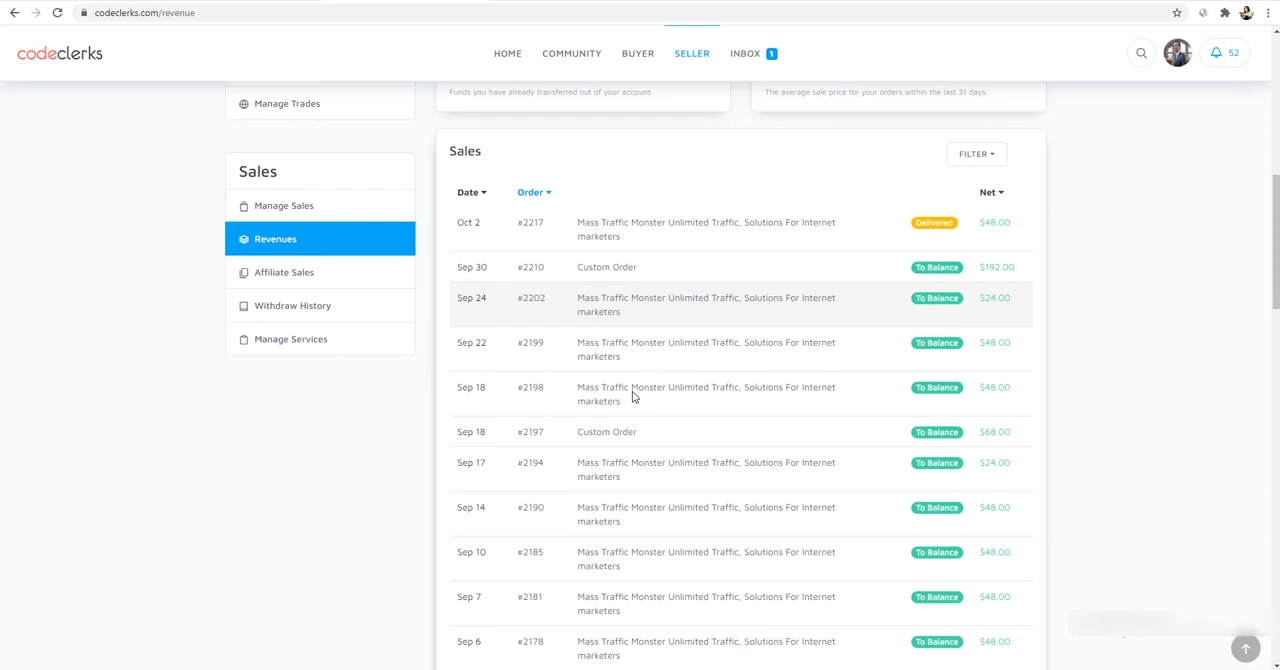 codeclerks.com/revenue
codeclerks
HOME COMMUNITY BUYER SELLER INBOX 1
52
Manage Trades
Funds you have already transferred out of your account.
The average sale price for your orders within the last 31 days.
Sales
Manage Sales
Revenues
Affiliate Sales
Withdraw History
Manage Services
Sales
FILTER
Date Order Net
Oct 2 #2217 Mass Traffic Monster Unlimited Traffic, Solutions For Internet Delivered $48.00
marketers
Sep 30 #2210 Custom Order To Balance $192.00
Sep 24 #2202 Mass Traffic Monster Unlimited Traffic, Solutions For Internet To Balance $24.00
marketers
Sep 22 #2199 Mass Traffic Monster Unlimited Traffic, Solutions For Internet To Balance $48.00
marketers
Sep 18 #2198 Mass Traffic Monster Unlimited Traffic, Solutions For Internet To Balance $48.00
marketers
Sep 18 #2197 Custom Order To Balance $68.00
Sep 17 #2194 Mass Traffic Monster Unlimited Traffic, Solutions For Internet To Balance $24.00
marketers
Sep 14 #2190 Mass Traffic Monster Unlimited Traffic, Solutions For Internet To Balance $48.00
marketers
Sep 10 #2185 Mass Traffic Monster Unlimited Traffic, Solutions For Internet To Balance $48.00
marketers
Sep 7 #2181 Mass Traffic Monster Unlimited Traffic, Solutions For Internet To Balance $48.00
marketers
Sep 6 #2178 Mass Traffic Monster Unlimited Traffic, Solutions For Internet To Balance $48.00
marketers